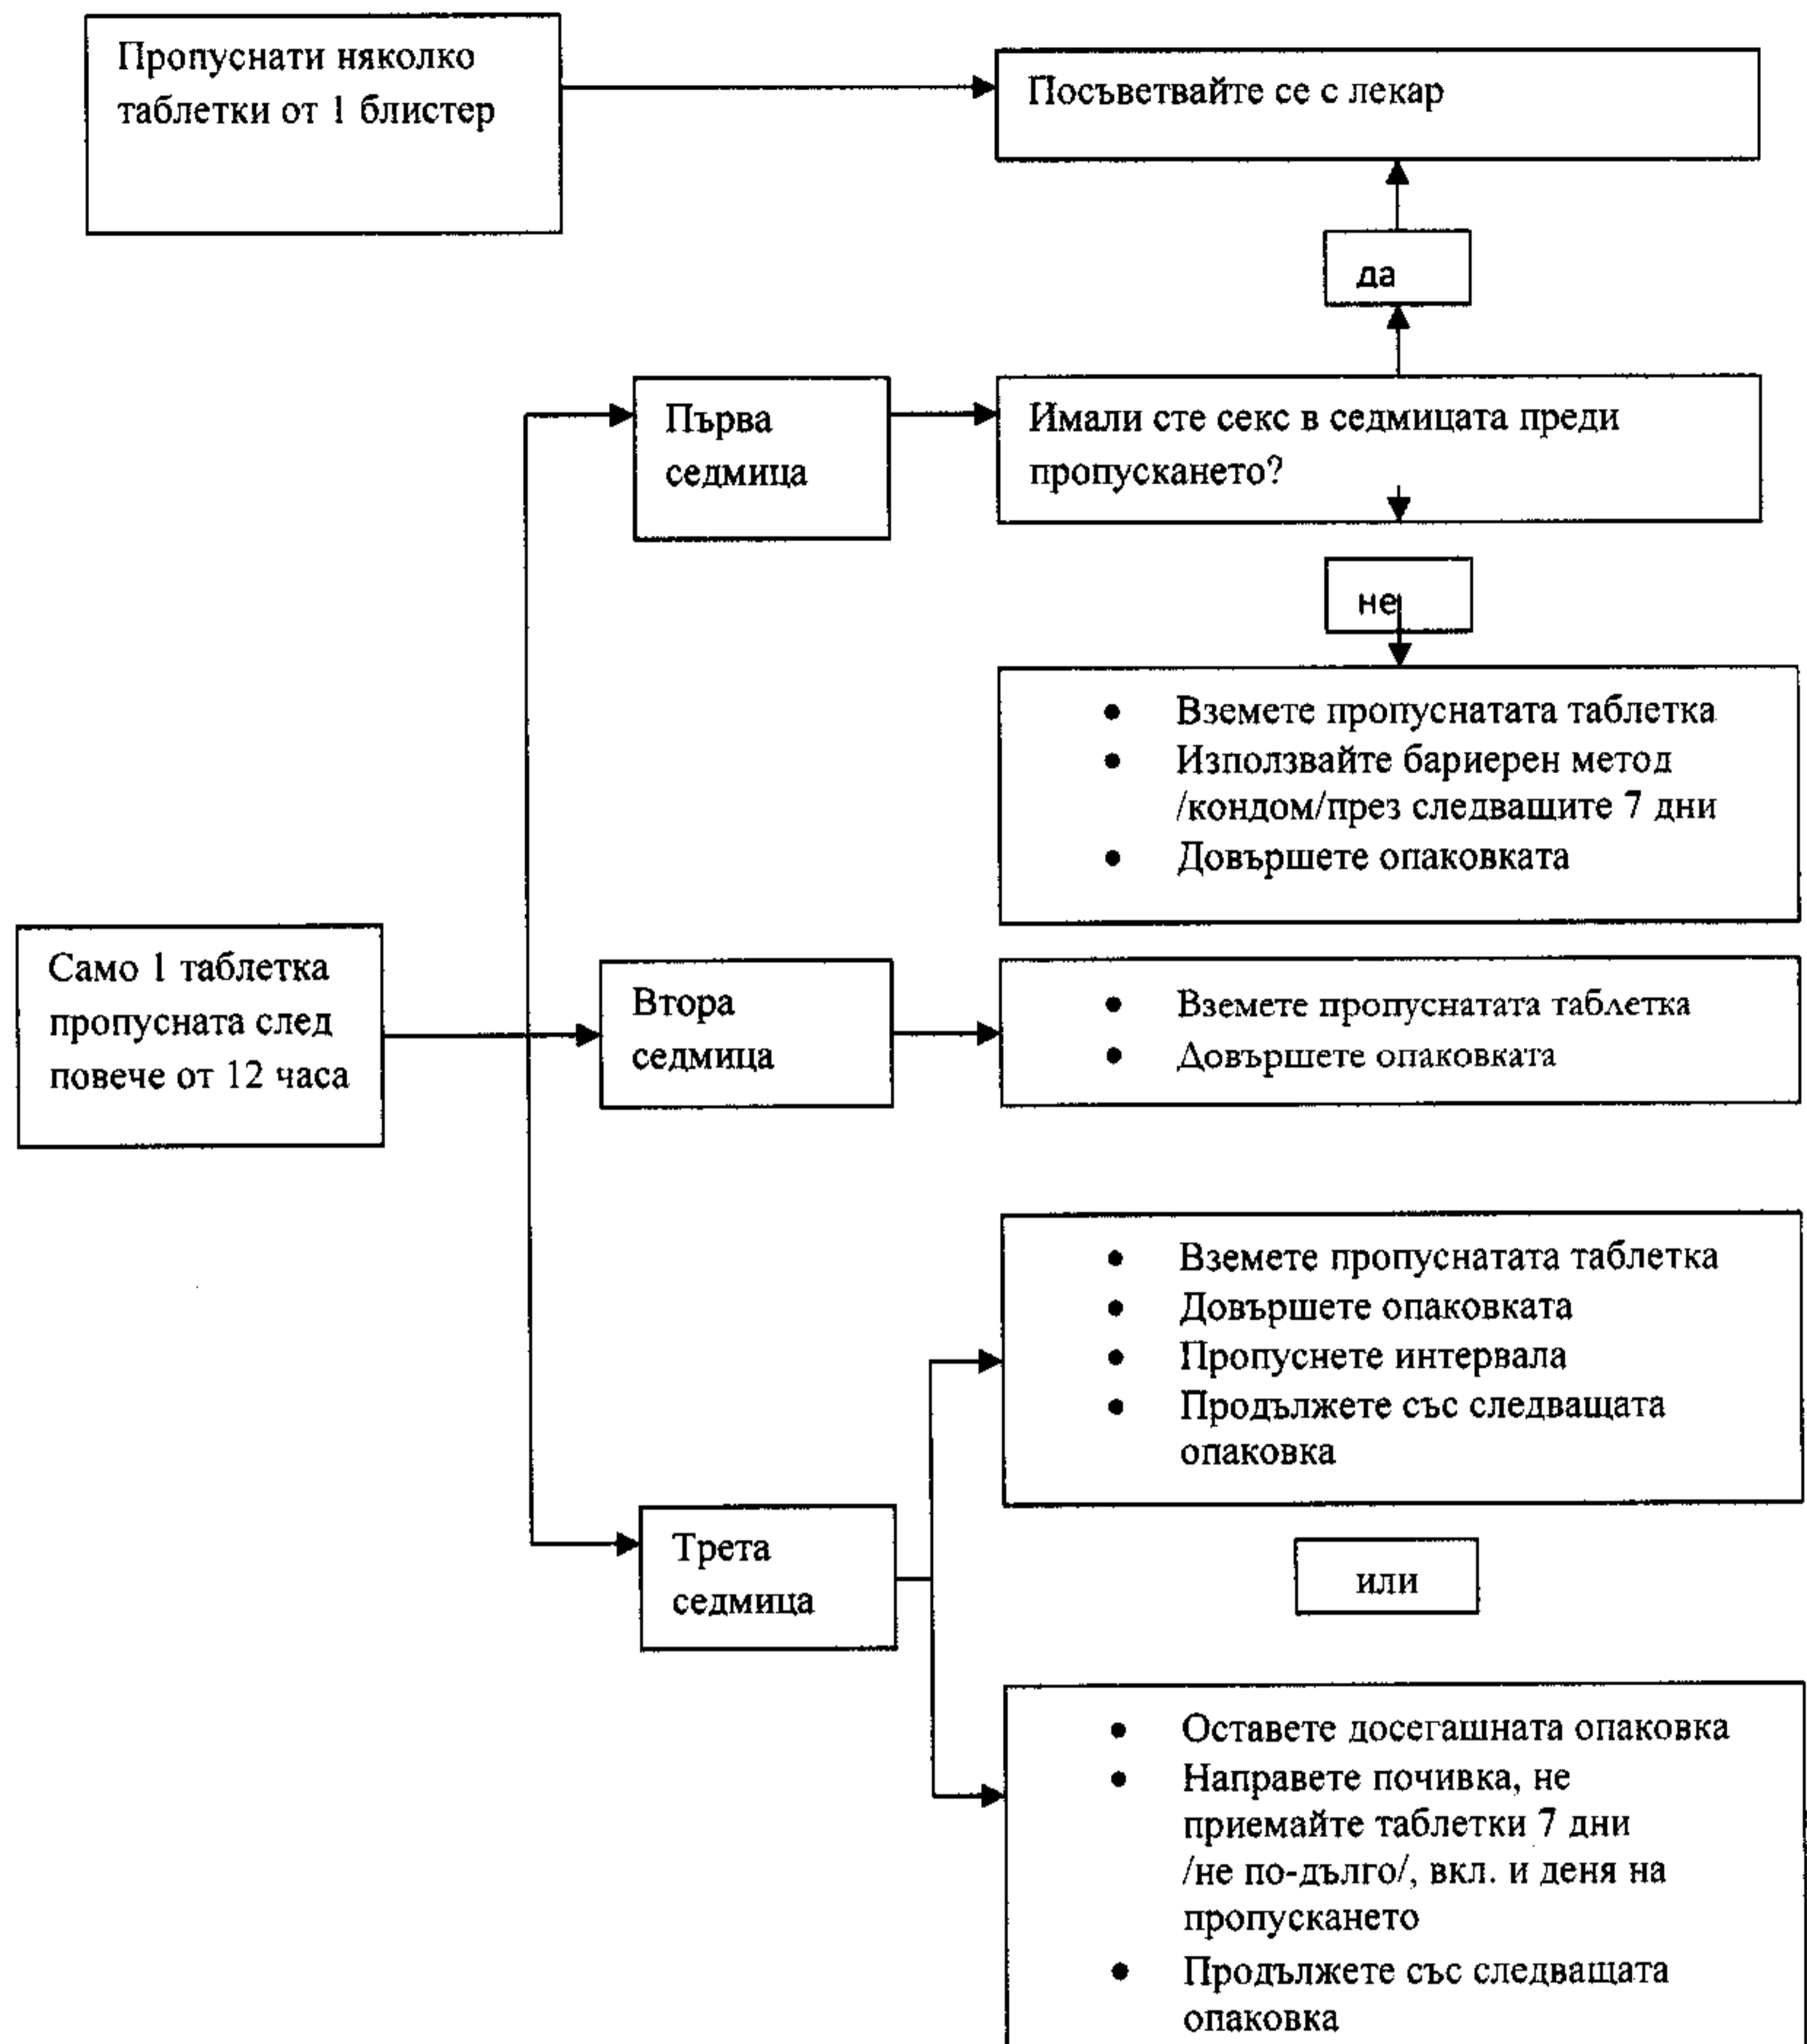 Пропуснати няколко
таблетки от 1 блистер
Посъветвайте се с лекар
да
Първа
седмица
Имали сте секс в седмицата преди
пропускането?
не
• Вземете пропуснатата таблетка
• Използвайте бариерен метод
/кондом/през следващите 7 дни
• Довършете опаковката
Само 1 таблетка
пропусната след
повече от 12 часа
Втора
седмица
• Вземете пропуснатата таблетка
• Довършете опаковката
• Вземете пропуснатата таблетка
• Довършете опаковката
• Пропуснете интервала
• Продължете със следващата
опаковка
Трета
седмица
или
• Оставете досегашната опаковка
• Направете почивка, не
приемайте таблетки 7 дни
/не по-дълго/, вкл. и деня на
пропускането
• Продължете със следващата
опаковка